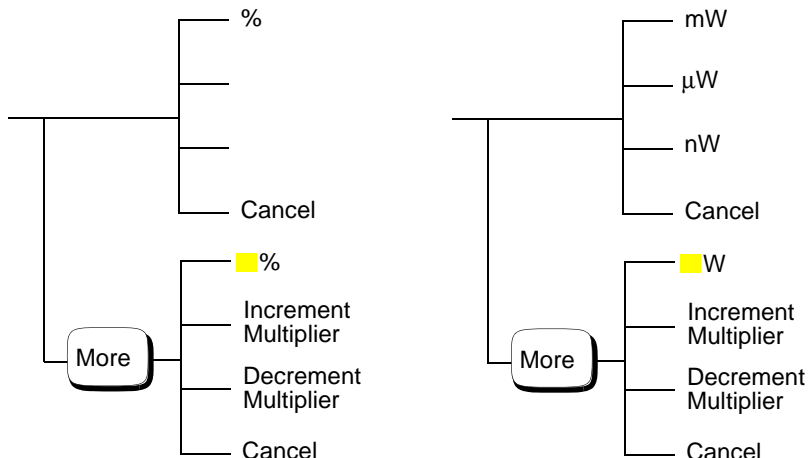 %
Cancel
%
Increment
Multiplier
More
Decrement
Multiplier
Cancel
mW
μW
nW
Cancel
W
Increment
Multiplier
More
Decrement
Multiplier
Cancel